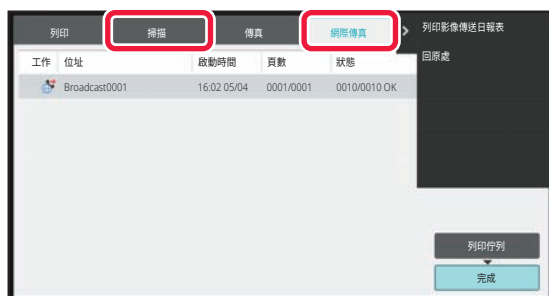 列印
掃描
傳真
網際傳真
列印影像傳送日報表
回原處
工作 位址 啟動時間 頁數 狀態
Broadcast0001 16:02 05/04 0001/0001 0010/0010 OK
列印佇列
完成